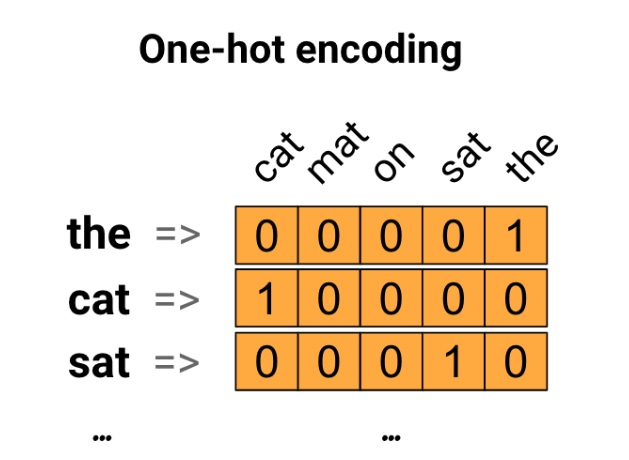 One-hot encoding
cat mat on sat the
the => 0 0 0 0 1
cat => 1 0 0 0 0
sat => 0 0 0 1 0
... ...